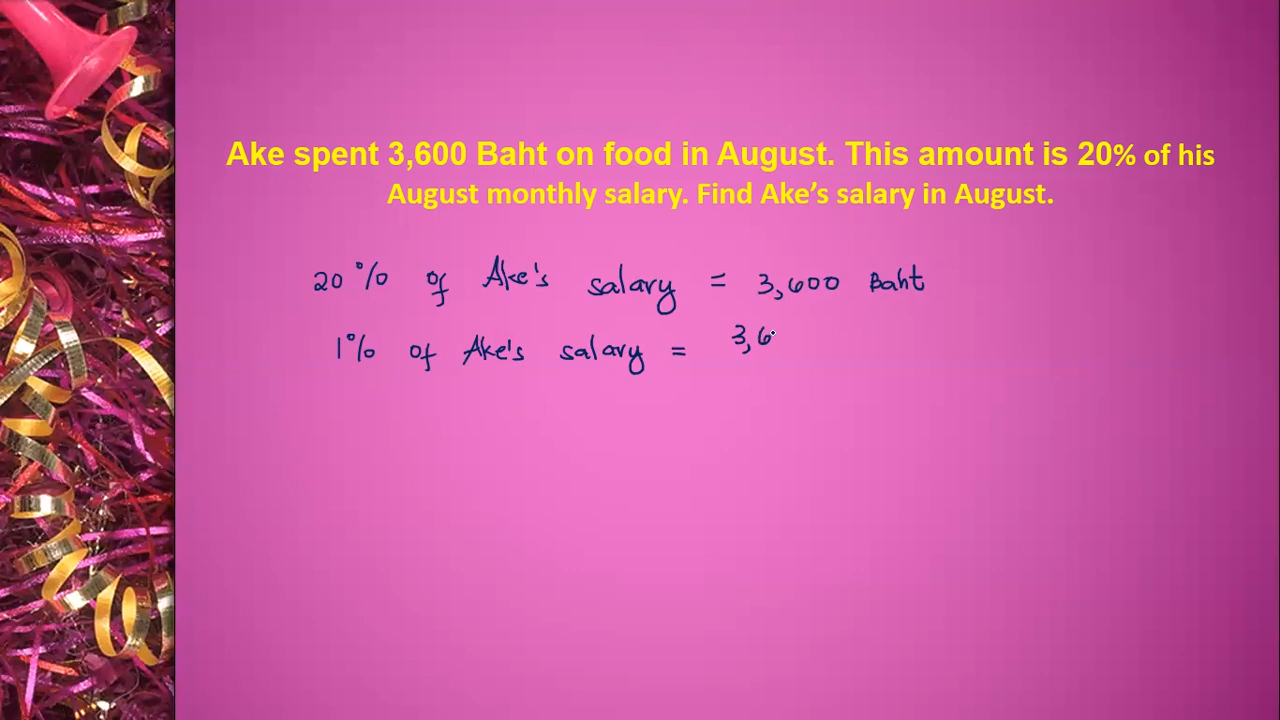 Ake spent 3,600 Baht on food in August. This amount is 20% of his
August monthly salary. Find Ake’s salary in August.
20% of Ake's salary = 3,600 Baht
1% of Ake's salary = 3,6